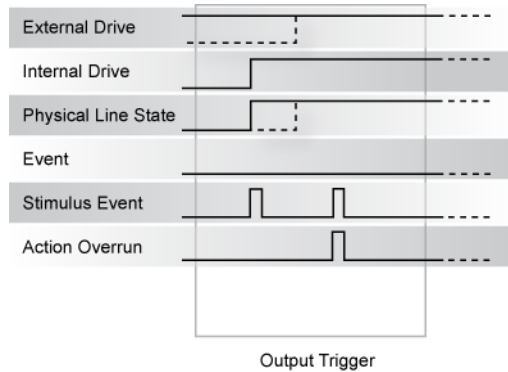 External Drive
Internal Drive
Physical Line State
Event
Stimulus Event
Action Overrun
Output Trigger